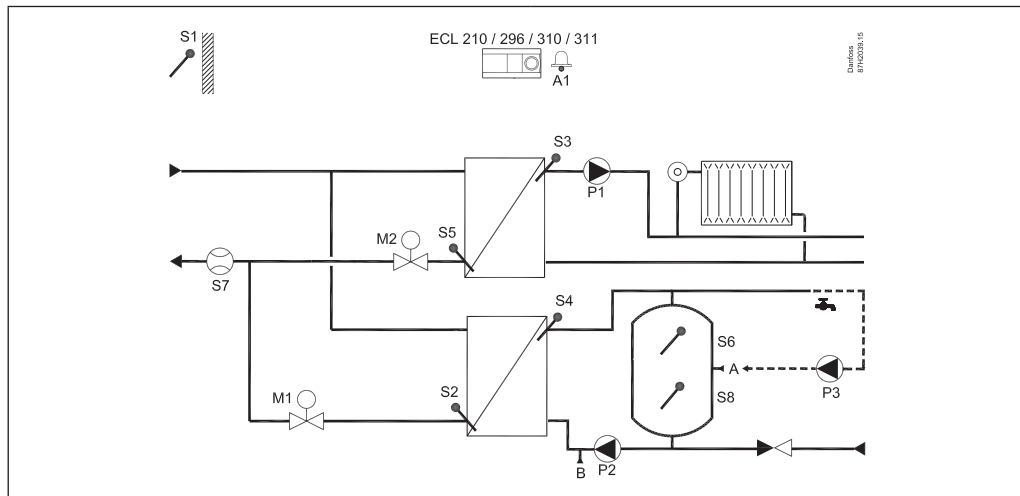 S1
ECL 210 / 296 / 310 / 311
A1
Danfoss
87H2039.15
S3
P1
M2
S5
S7
S4
S6
A
S8
P3
M1
S2
B
P2